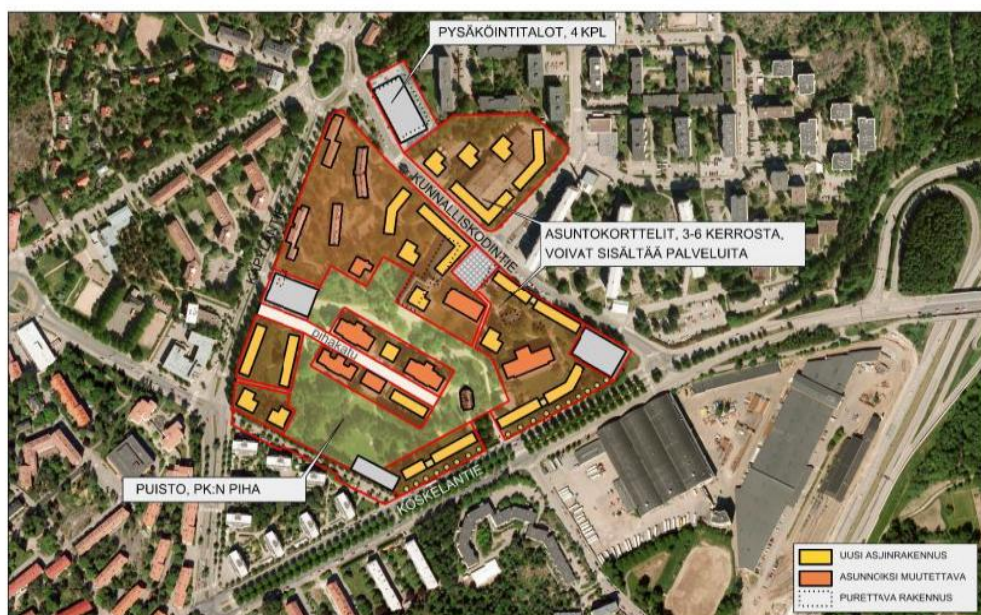 PYSÄKÖINTITALOT, 4 KPL
KUNNALLISKODINTIE
ASUNTOKORTTELIT, 3-6 KERROSTA,
VOIVAT SISÄLTÄÄ PALVELUITA
pihakatu
PUISTO, PK:N PIHA
KOSKELANTIE
UUSI ASJINRAKENNUS
ASUNNOIKSI MUUTETTAVA
PURETTAVA RAKENNUS